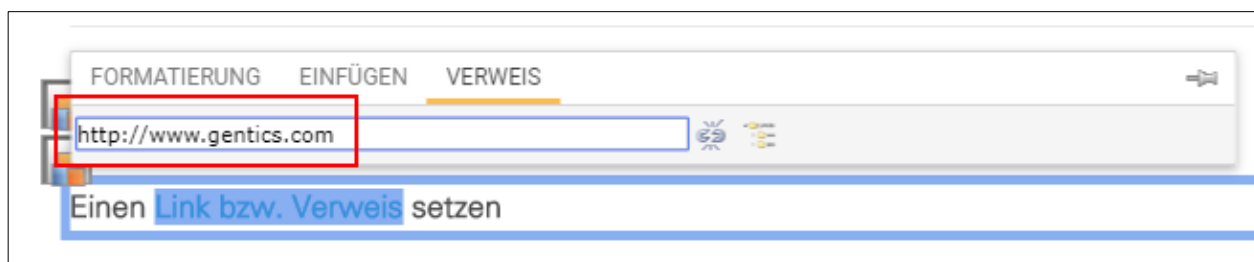 FORMATIERUNG EINFÜGEN VERWEIS
http://www.gentics.com
Einen Link bzw. Verweis setzen